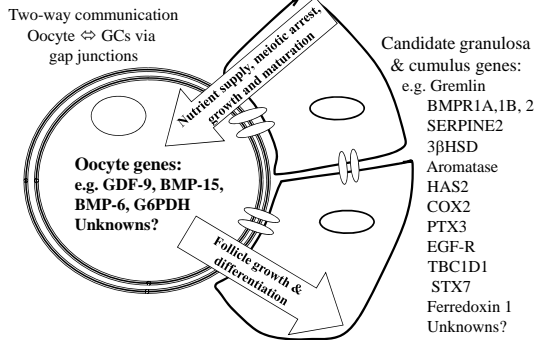 Two-way communication
Oocyte ⇔ GCs via
gap junctions
Nutrient supply, meiotic arrest,
growth and maturation
Oocyte genes:
e.g. GDF-9, BMP-15,
BMP-6, G6PDH
Unknowns?
Follicle growth &
differentiation
Candidate granulosa
& cumulus genes:
e.g. Gremlin
BMPR1A,1B, 2
SERPINE2
3βHSD
Aromatase
HAS2
COX2
PTX3
EGF-R
TBC1D1
STX7
Ferredoxin 1
Unknowns?